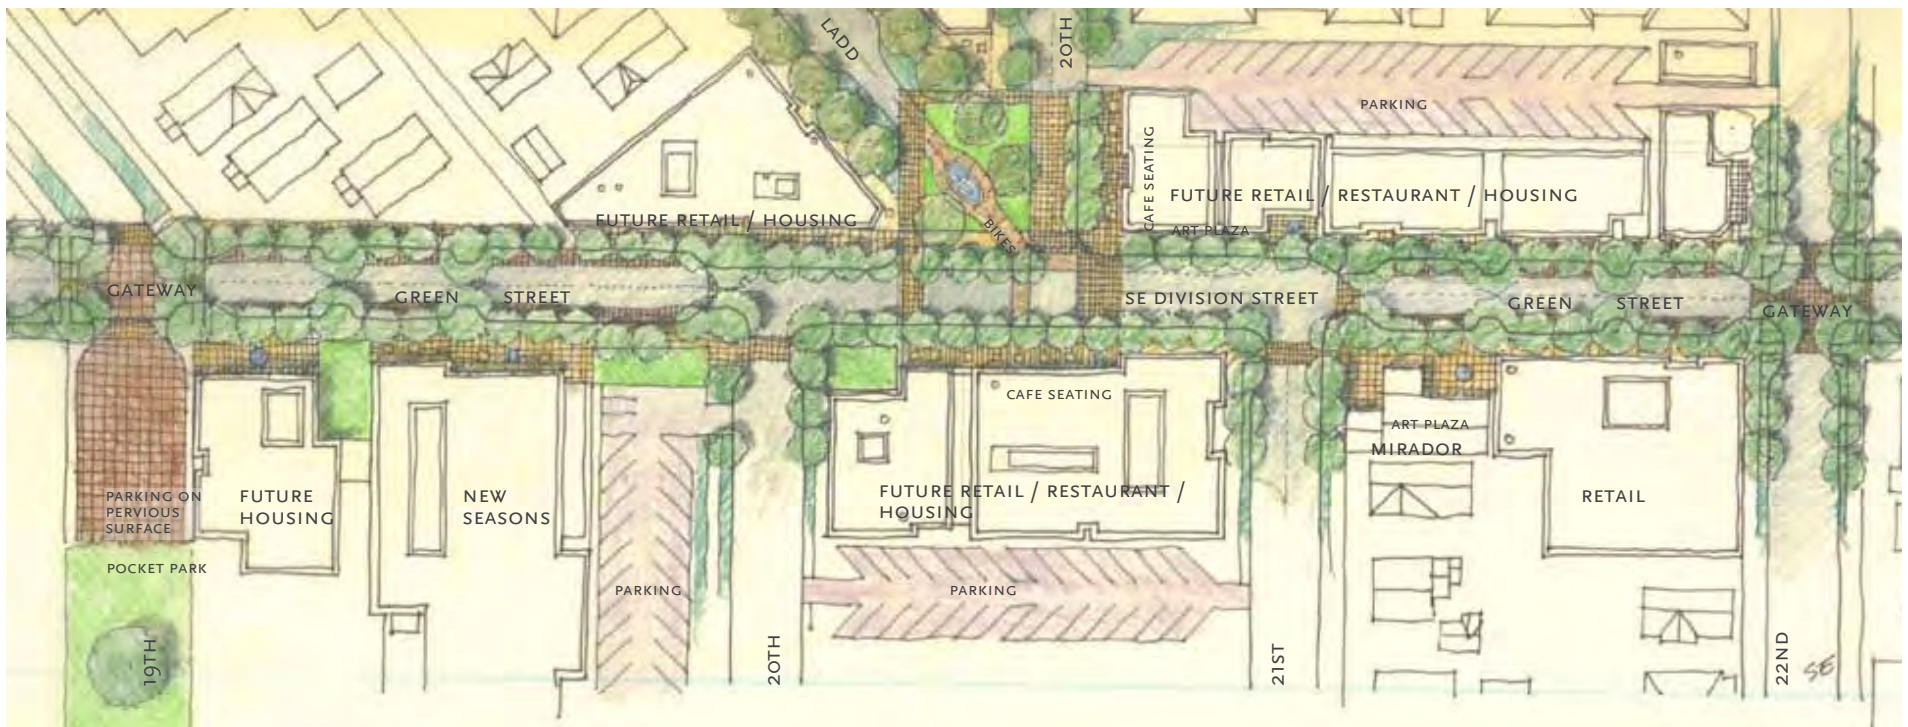 LADD
20TH
PARKING
CAFE SEATING
FUTURE RETAIL / RESTAURANT / HOUSING
FUTURE RETAIL / HOUSING
BIKES
ART PLAZA
GATEWAY
GREEN STREET
SE DIVISION STREET
GREEN STREET
GATEWAY
CAFE SEATING
ART PLAZA
MIRADOR
PARKING ON
PERVIOUS
SURFACE
FUTURE
HOUSING
NEW
SEASONS
FUTURE RETAIL / RESTAURANT /
HOUSING
RETAIL
POCKET PARK
PARKING
PARKING
19TH
20TH
21ST
22ND
SE